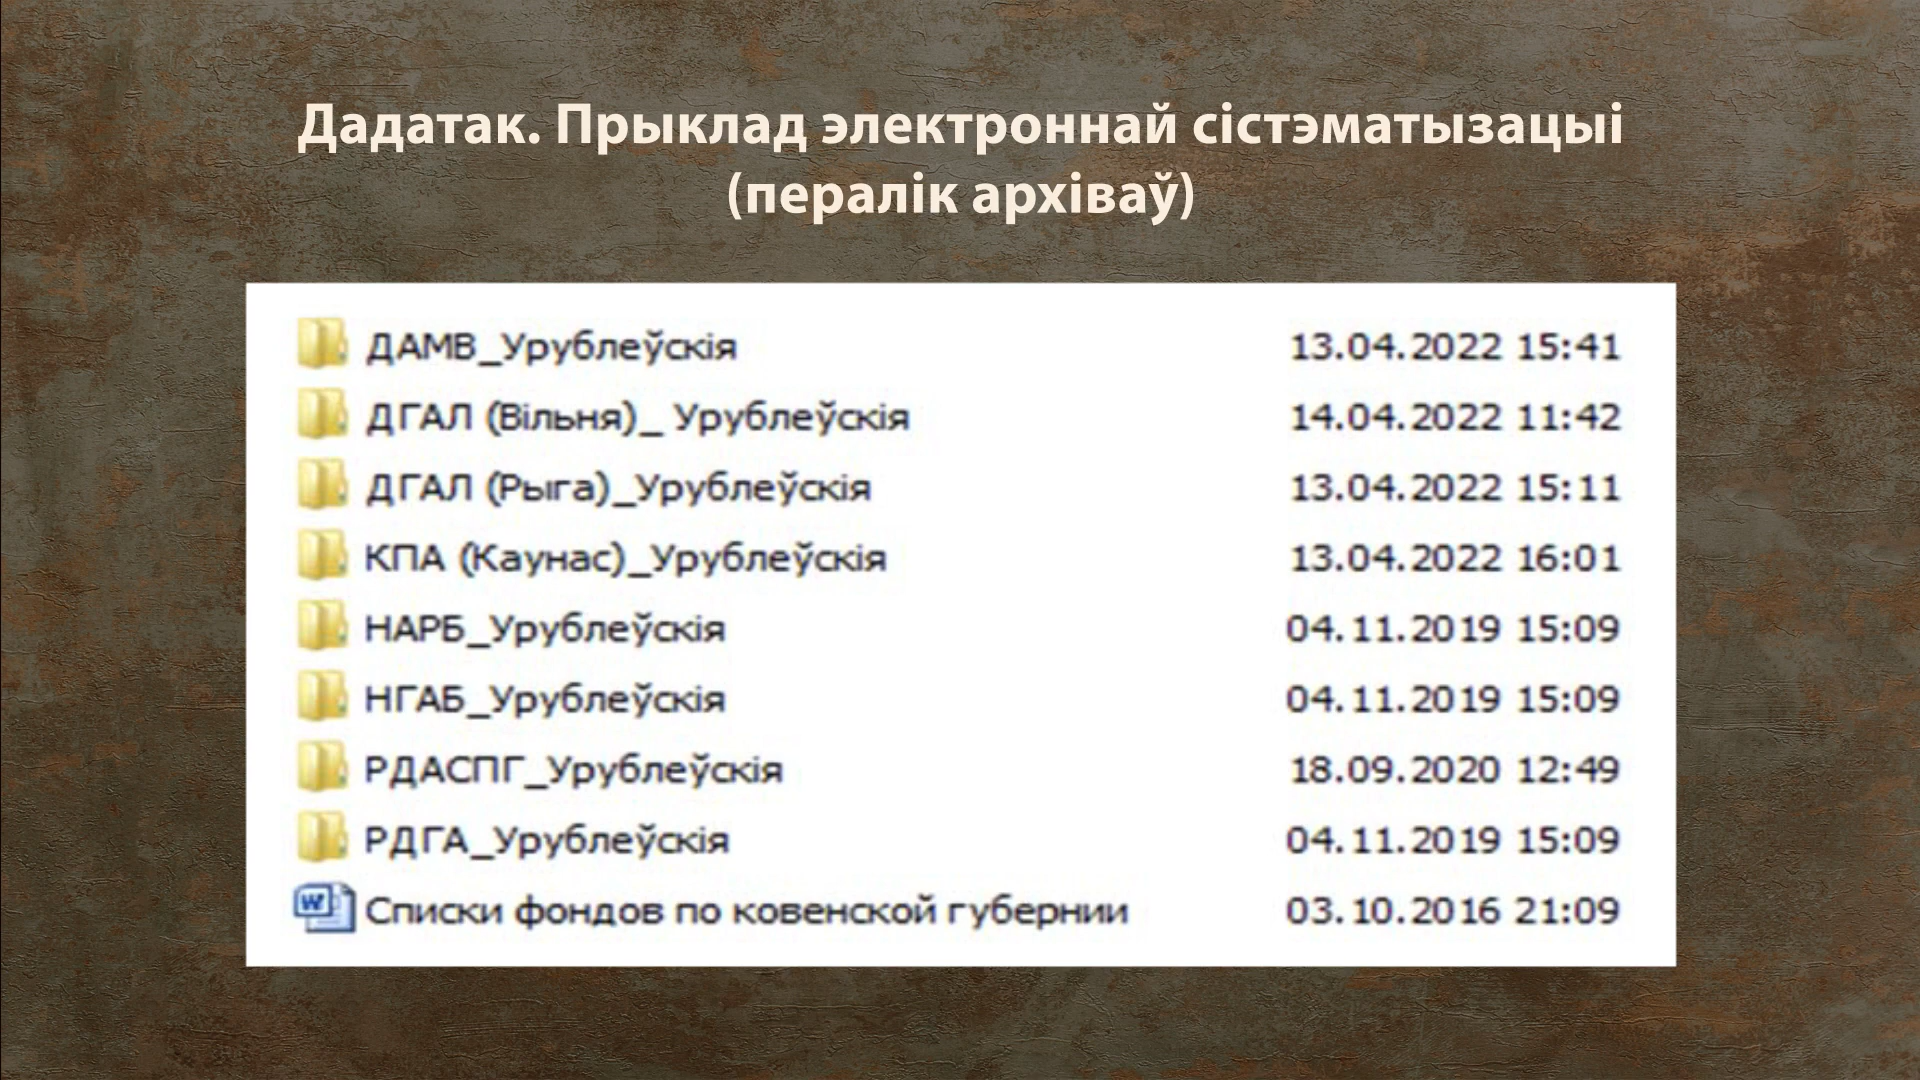 Дадатак. Прыклад электроннай сістэматызацыі
(пералік архіваў)
ДАМВ_Урублеўскія 13.04.2022 15:41
ДГАЛ (Вільня)_ Урублеўскія 14.04.2022 11:42
ДГАЛ (Рыга)_Урублеўскія 13.04.2022 15:11
КПА (Каунас)_Урублеўскія 13.04.2022 16:01
НАРБ_Урублеўскія 04.11.2019 15:09
НГАБ_Урублеўскія 04.11.2019 15:09
РДАСПГ_Урублеўскія 18.09.2020 12:49
РДГА_Урублеўскія 04.11.2019 15:09
Списки фондов по ковенской губернии 03.10.2016 21:09